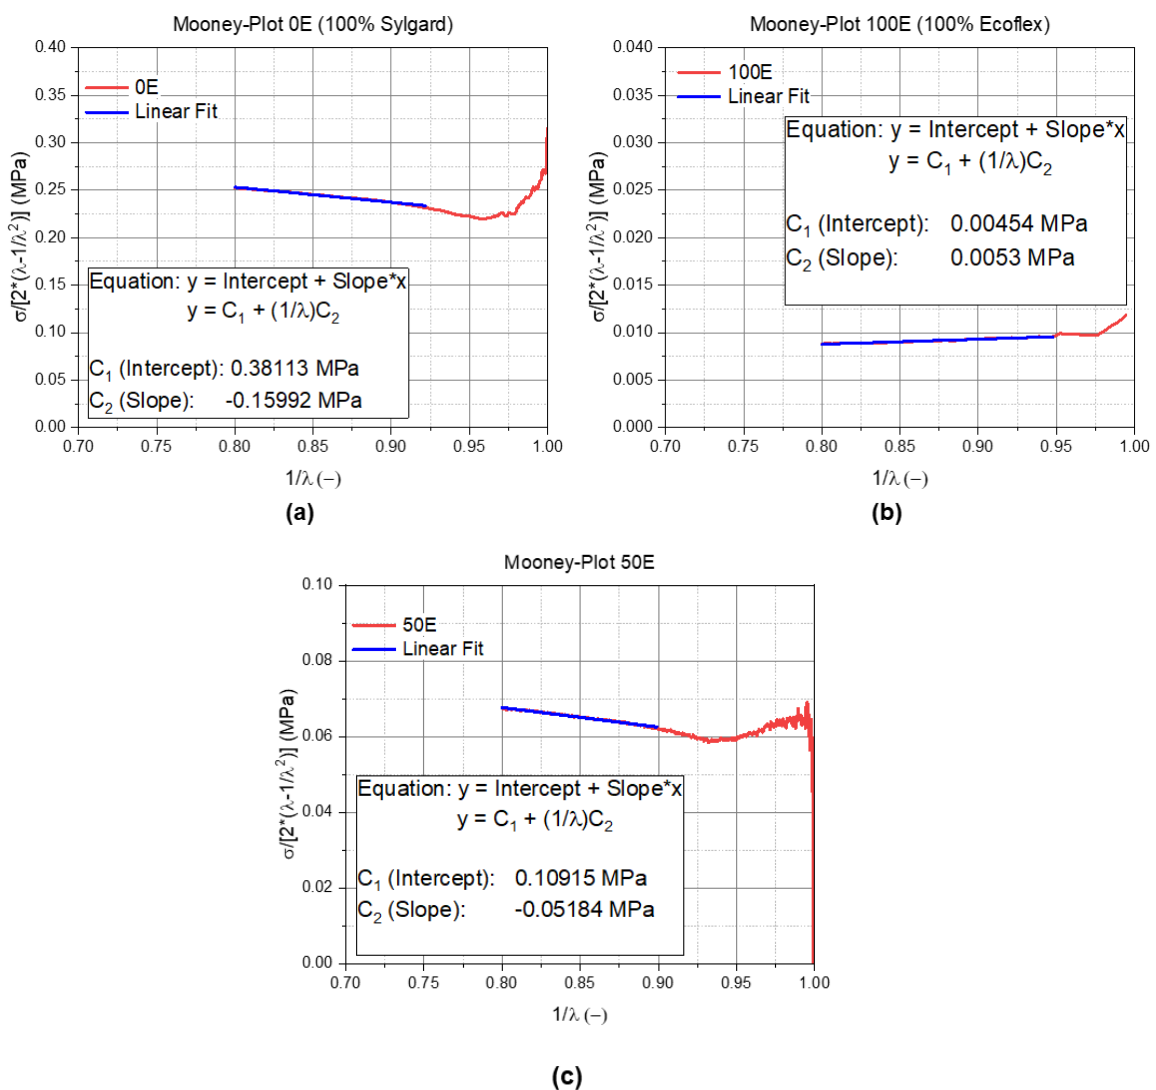 Mooney-Plot 0E (100% Sylgard)
0.40
0.35
0.30
0.25
0.20
0.15
0.10
0.05
0.00
σ/[2*(λ-1/λ²)] (MPa)
0E
Linear Fit
Equation: y = Intercept + Slope*x
y = C₁ + (1/λ)C₂
C₁ (Intercept): 0.38113 MPa
C₂ (Slope): -0.15992 MPa
0.70 0.75 0.80 0.85 0.90 0.95 1.00
1/λ (−)
(a)
Mooney-Plot 100E (100% Ecoflex)
0.040
0.035
0.030
0.025
0.020
0.015
0.010
0.005
0.000
σ/[2*(λ-1/λ²)] (MPa)
100E
Linear Fit
Equation: y = Intercept + Slope*x
y = C₁ + (1/λ)C₂
C₁ (Intercept): 0.00454 MPa
C₂ (Slope): 0.0053 MPa
0.70 0.75 0.80 0.85 0.90 0.95 1.00
1/λ (−)
(b)
Mooney-Plot 50E
0.10
0.08
0.06
0.04
0.02
0.00
σ/[2*(λ-1/λ²)] (MPa)
50E
Linear Fit
Equation: y = Intercept + Slope*x
y = C₁ + (1/λ)C₂
C₁ (Intercept): 0.10915 MPa
C₂ (Slope): -0.05184 MPa
0.70 0.75 0.80 0.85 0.90 0.95 1.00
1/λ (−)
(c)